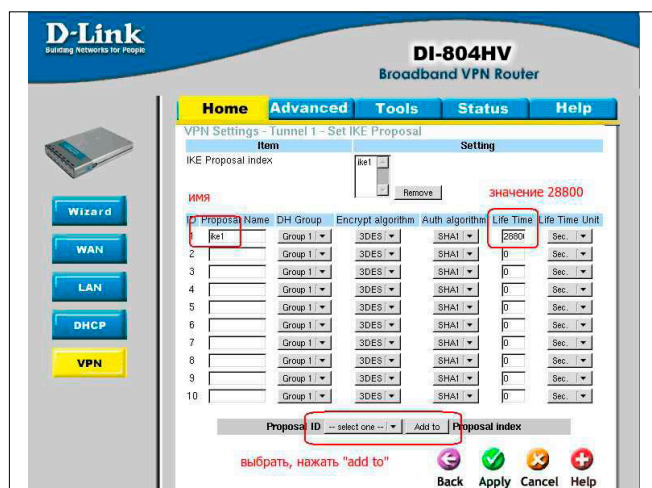 D-Link
Building Networks for People
DI-804HV
Broadband VPN Router
Home Advanced Tools Status Help
VPN Settings - Tunnel 1 - Set IKE Proposal
Item Setting
IKE Proposal index ike1
Remove
имя значение 28800
ID Proposal Name DH Group Encrypt algorithm Auth algorithm Life Time Life Time Unit
1 ike1 Group 1 3DES SHA1 2880 Sec.
2 Group 1 3DES SHA1 0 Sec.
3 Group 1 3DES SHA1 0 Sec.
4 Group 1 3DES SHA1 0 Sec.
5 Group 1 3DES SHA1 0 Sec.
6 Group 1 3DES SHA1 0 Sec.
7 Group 1 3DES SHA1 0 Sec.
8 Group 1 3DES SHA1 0 Sec.
9 Group 1 3DES SHA1 0 Sec.
10 Group 1 3DES SHA1 0 Sec.
Proposal ID -- select one -- Add to Proposal index
выбрать, нажать "add to"
Back Apply Cancel Help
Wizard
WAN
LAN
DHCP
VPN